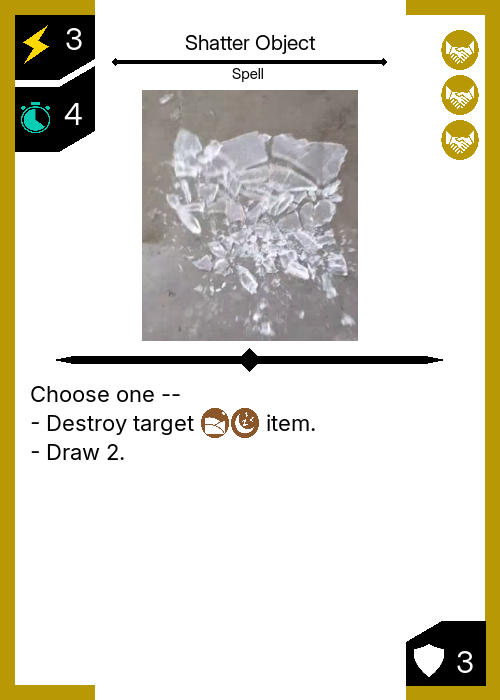 3
Shatter Object
4
Spell
Choose one --
- Destroy target item.
- Draw 2.
3